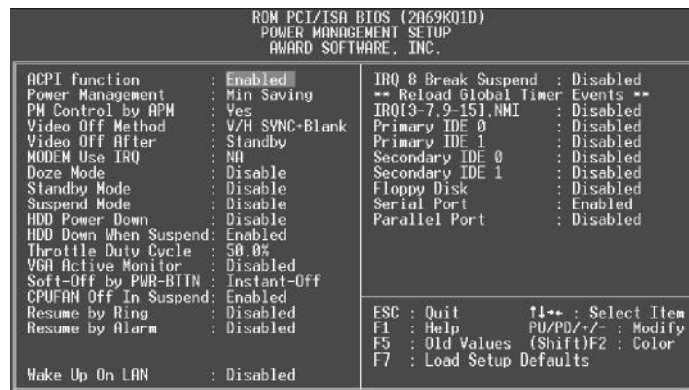 ROM PCI/ISA BIOS (2A69KQ1D)
POWER MANAGEMENT SETUP
AWARD SOFTWARE, INC.
ACPI function : Enabled
Power Management : Min Saving
PM Control by APM : Yes
Video Off Method : V/H SYNC+Blank
Video Off After : Standby
MODEM Use IRQ : NA
Doze Mode : Disable
Standby Mode : Disable
Suspend Mode : Disable
HDD Power Down : Disable
HDD Down When Suspend: Enabled
Throttle Duty Cycle : 50.0%
VGA Active Monitor : Disabled
Soft-Off by PWR-BTTN : Instant-Off
CPUFAN Off In Suspend: Enabled
Resume by Ring : Disabled
Resume by Alarm : Disabled
Wake Up On LAN : Disabled
IRQ 8 Break Suspend : Disabled
** Reload Global Timer Events **
IRQ[3-7,9-15],NMI : Disabled
Primary IDE 0 : Disabled
Primary IDE 1 : Disabled
Secondary IDE 0 : Disabled
Secondary IDE 1 : Disabled
Floppy Disk : Disabled
Serial Port : Enabled
Parallel Port : Disabled
ESC : Quit ↑↓→← : Select Item
F1 : Help PU/PD/+/- : Modify
F5 : Old Values (Shift)F2 : Color
F7 : Load Setup Defaults